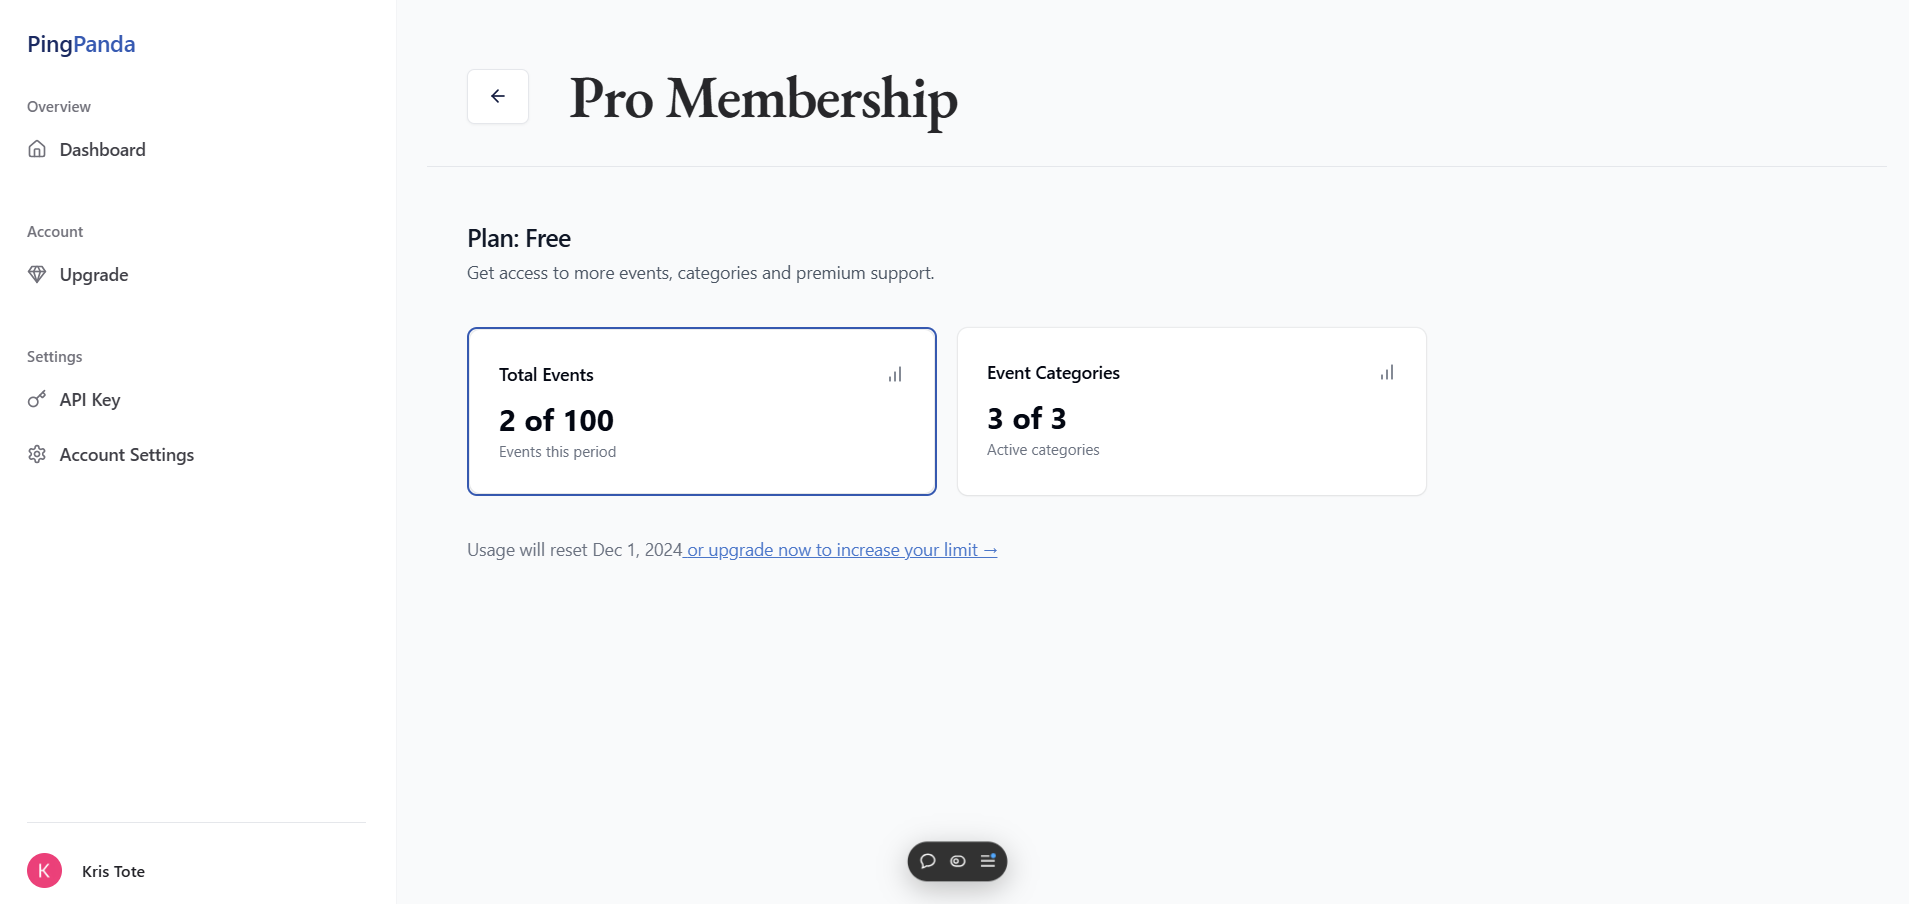 PingPanda
Overview
Dashboard
Account
Upgrade
Settings
API Key
Account Settings
K
Kris Tote
Pro Membership
Plan: Free
Get access to more events, categories and premium support.
Total Events
2 of 100
Events this period
Event Categories
3 of 3
Active categories
Usage will reset Dec 1, 2024 or upgrade now to increase your limit →